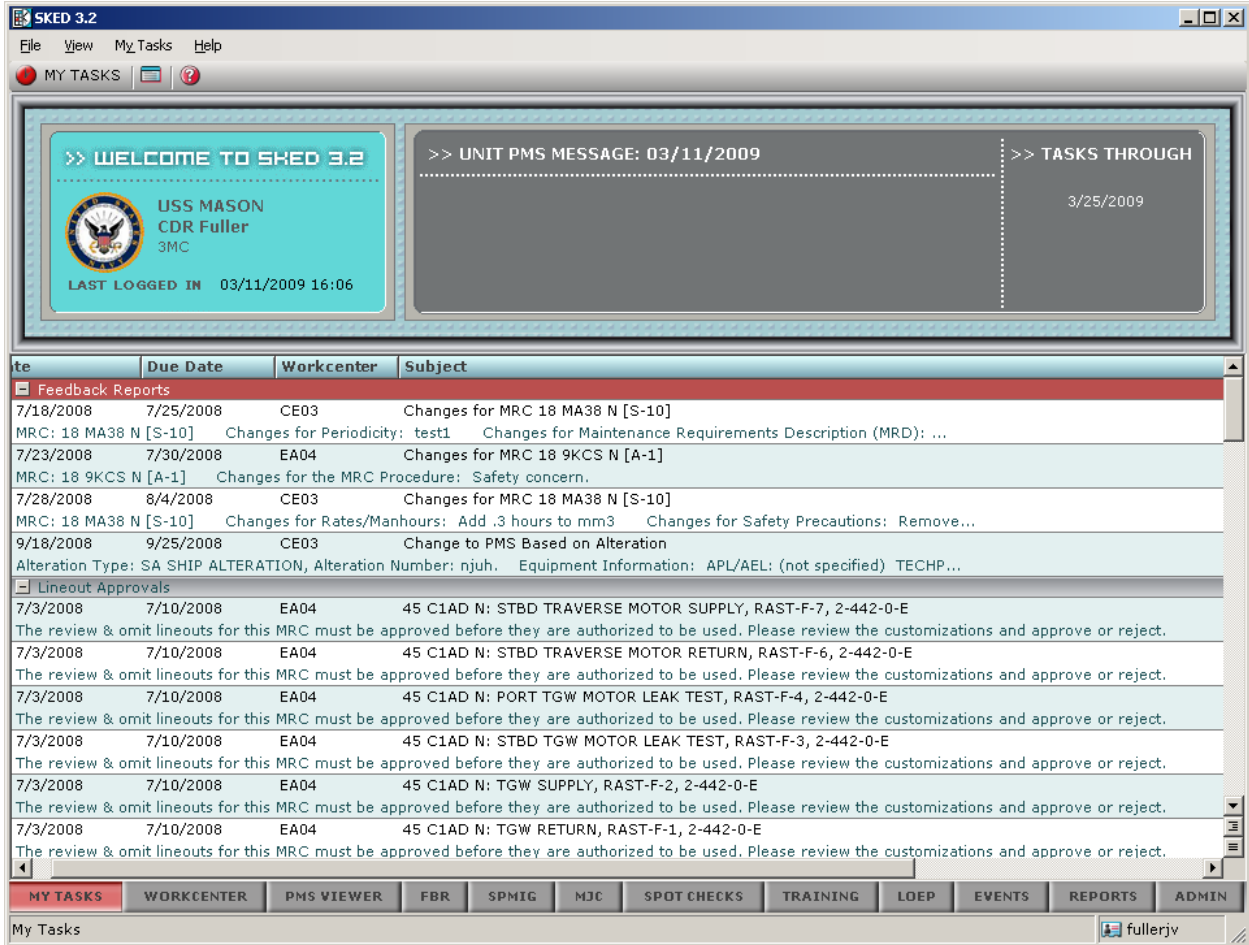 SKED 3.2
File View My Tasks Help
MY TASKS
>> WELCOME TO SKED 3.2
USS MASON
CDR Fuller
3MC
LAST LOGGED IN 03/11/2009 16:06
>> UNIT PMS MESSAGE: 03/11/2009
>> TASKS THROUGH
3/25/2009
te Due Date Workcenter Subject
Feedback Reports
7/18/2008 7/25/2008 CE03 Changes for MRC 18 MA38 N [S-10]
MRC: 18 MA38 N [S-10] Changes for Periodicity: test1 Changes for Maintenance Requirements Description (MRD): ...
7/23/2008 7/30/2008 EA04 Changes for MRC 18 9KCS N [A-1]
MRC: 18 9KCS N [A-1] Changes for the MRC Procedure: Safety concern.
7/28/2008 8/4/2008 CE03 Changes for MRC 18 MA38 N [S-10]
MRC: 18 MA38 N [S-10] Changes for Rates/Manhours: Add .3 hours to mm3 Changes for Safety Precautions: Remove...
9/18/2008 9/25/2008 CE03 Change to PMS Based on Alteration
Alteration Type: SA SHIP ALTERATION, Alteration Number: njuh. Equipment Information: APL/AEL: (not specified) TECHP...
Lineout Approvals
7/3/2008 7/10/2008 EA04 45 C1AD N: STBD TRAVERSE MOTOR SUPPLY, RAST-F-7, 2-442-0-E
The review & omit lineouts for this MRC must be approved before they are authorized to be used. Please review the customizations and approve or reject.
7/3/2008 7/10/2008 EA04 45 C1AD N: STBD TRAVERSE MOTOR RETURN, RAST-F-6, 2-442-0-E
The review & omit lineouts for this MRC must be approved before they are authorized to be used. Please review the customizations and approve or reject.
7/3/2008 7/10/2008 EA04 45 C1AD N: PORT TGW MOTOR LEAK TEST, RAST-F-4, 2-442-0-E
The review & omit lineouts for this MRC must be approved before they are authorized to be used. Please review the customizations and approve or reject.
7/3/2008 7/10/2008 EA04 45 C1AD N: STBD TGW MOTOR LEAK TEST, RAST-F-3, 2-442-0-E
The review & omit lineouts for this MRC must be approved before they are authorized to be used. Please review the customizations and approve or reject.
7/3/2008 7/10/2008 EA04 45 C1AD N: TGW SUPPLY, RAST-F-2, 2-442-0-E
The review & omit lineouts for this MRC must be approved before they are authorized to be used. Please review the customizations and approve or reject.
7/3/2008 7/10/2008 EA04 45 C1AD N: TGW RETURN, RAST-F-1, 2-442-0-E
The review & omit lineouts for this MRC must be approved before they are authorized to be used. Please review the customizations and approve or reject.
MY TASKS WORKCENTER PMS VIEWER FBR SPMIG MJC SPOT CHECKS TRAINING LOEP EVENTS REPORTS ADMIN
My Tasks fullerjv